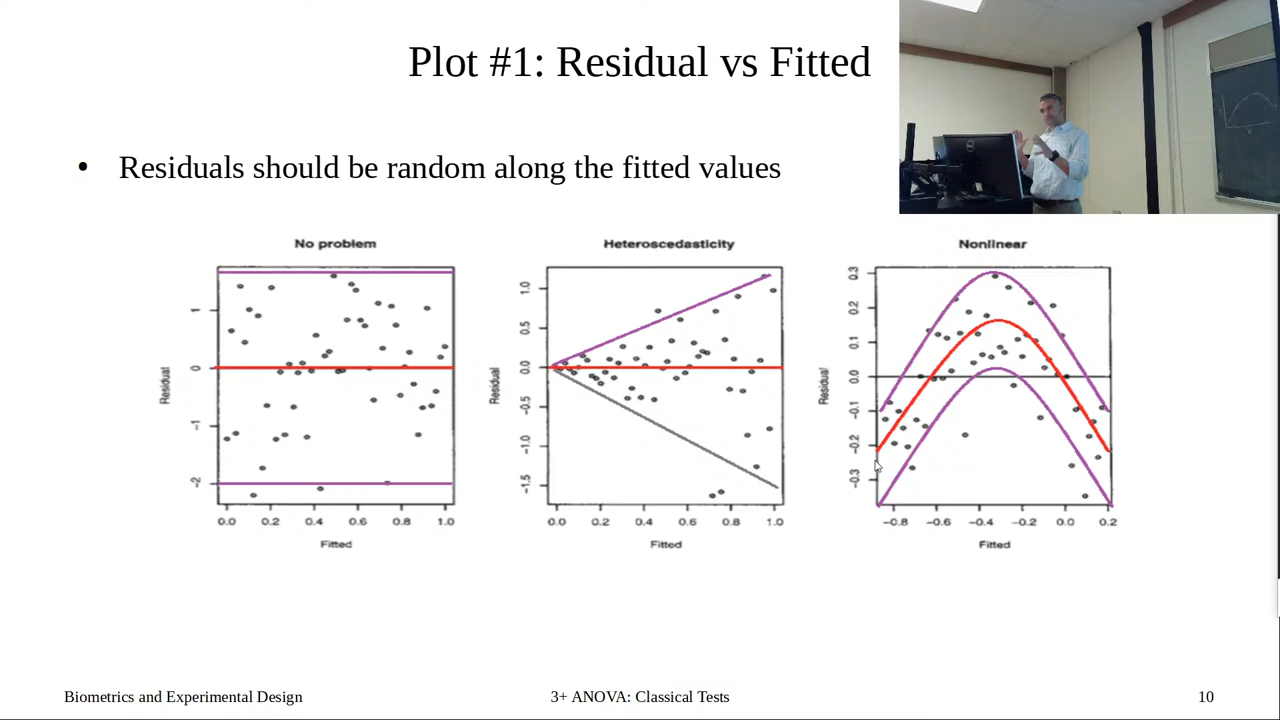 Plot #1: Residual vs Fitted
• Residuals should be random along the fitted values
No problem
Heteroscedasticity
Nonlinear
1
0
−1
−2
Residual
0.0 0.2 0.4 0.6 0.8 1.0
Fitted
1.0
0.5
0.0
−0.5
−1.0
−1.5
Residual
0.0 0.2 0.4 0.6 0.8 1.0
Fitted
0.3
0.2
0.1
0.0
−0.1
−0.2
−0.3
Residual
−0.8 −0.6 −0.4 −0.2 0.0 0.2
Fitted
Biometrics and Experimental Design
3+ ANOVA: Classical Tests
10